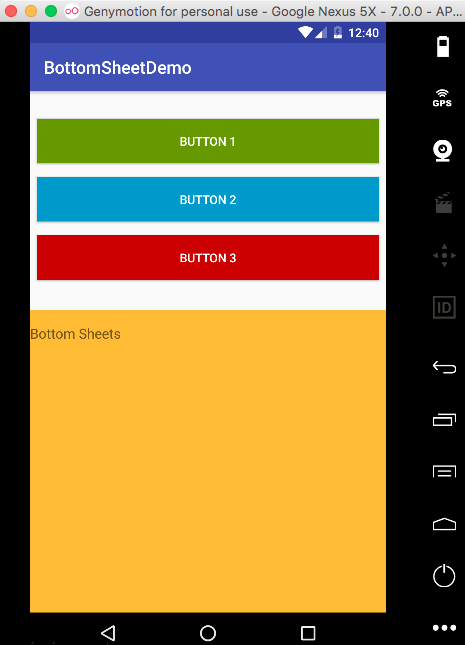 Genymotion for personal use - Google Nexus 5X - 7.0.0 - AP...
12:40
BottomSheetDemo
GPS
BUTTON 1
BUTTON 2
BUTTON 3
ID
Bottom Sheets